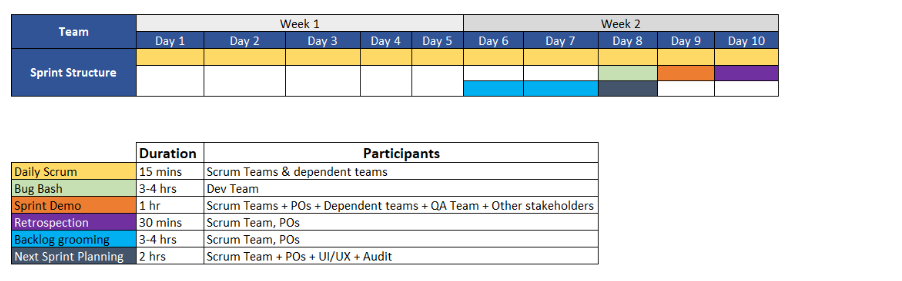 Team Week 1 Week 2
Day 1 Day 2 Day 3 Day 4 Day 5 Day 6 Day 7 Day 8 Day 9 Day 10
Sprint Structure
Duration Participants
Daily Scrum 15 mins Scrum Teams & dependent teams
Bug Bash 3-4 hrs Dev Team
Sprint Demo 1 hr Scrum Teams + POs + Dependent teams + QA Team + Other stakeholders
Retrospection 30 mins Scrum Team, POs
Backlog grooming 3-4 hrs Scrum Team, POs
Next Sprint Planning 2 hrs Scrum Team + POs + UI/UX + Audit